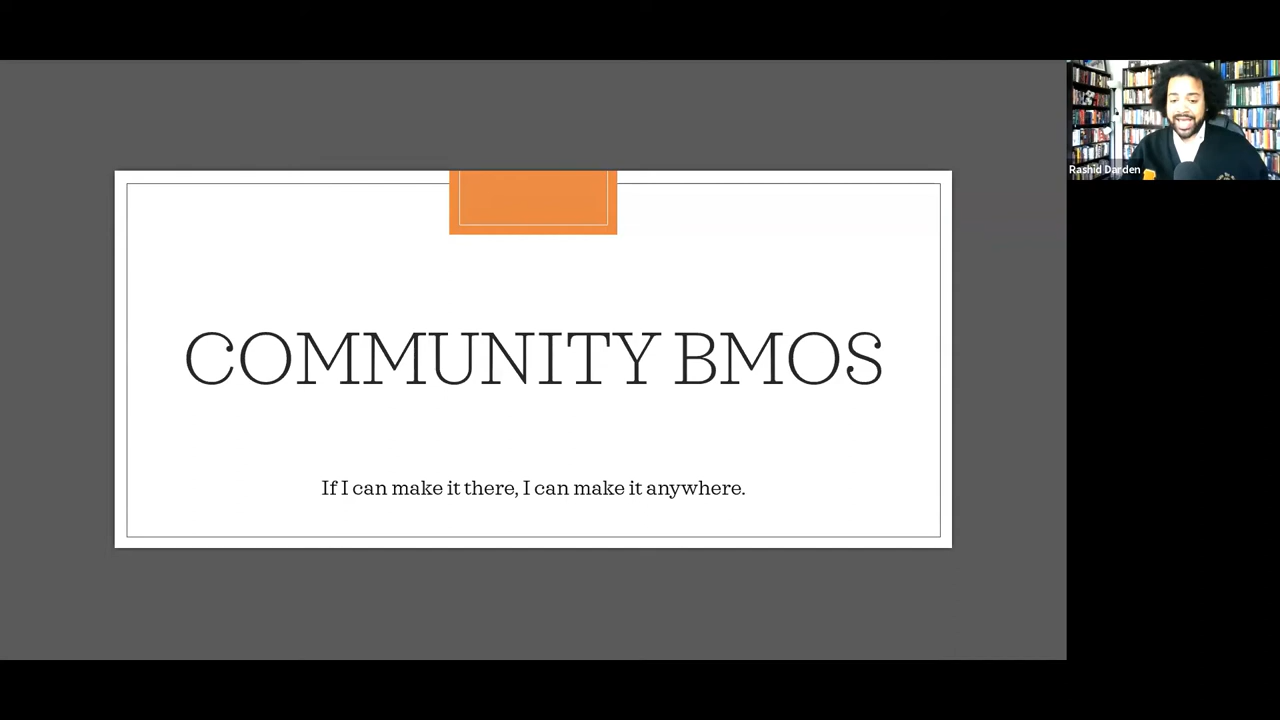 COMMUNITY BMOS
If I can make it there, I can make it anywhere.
Rashid Darden